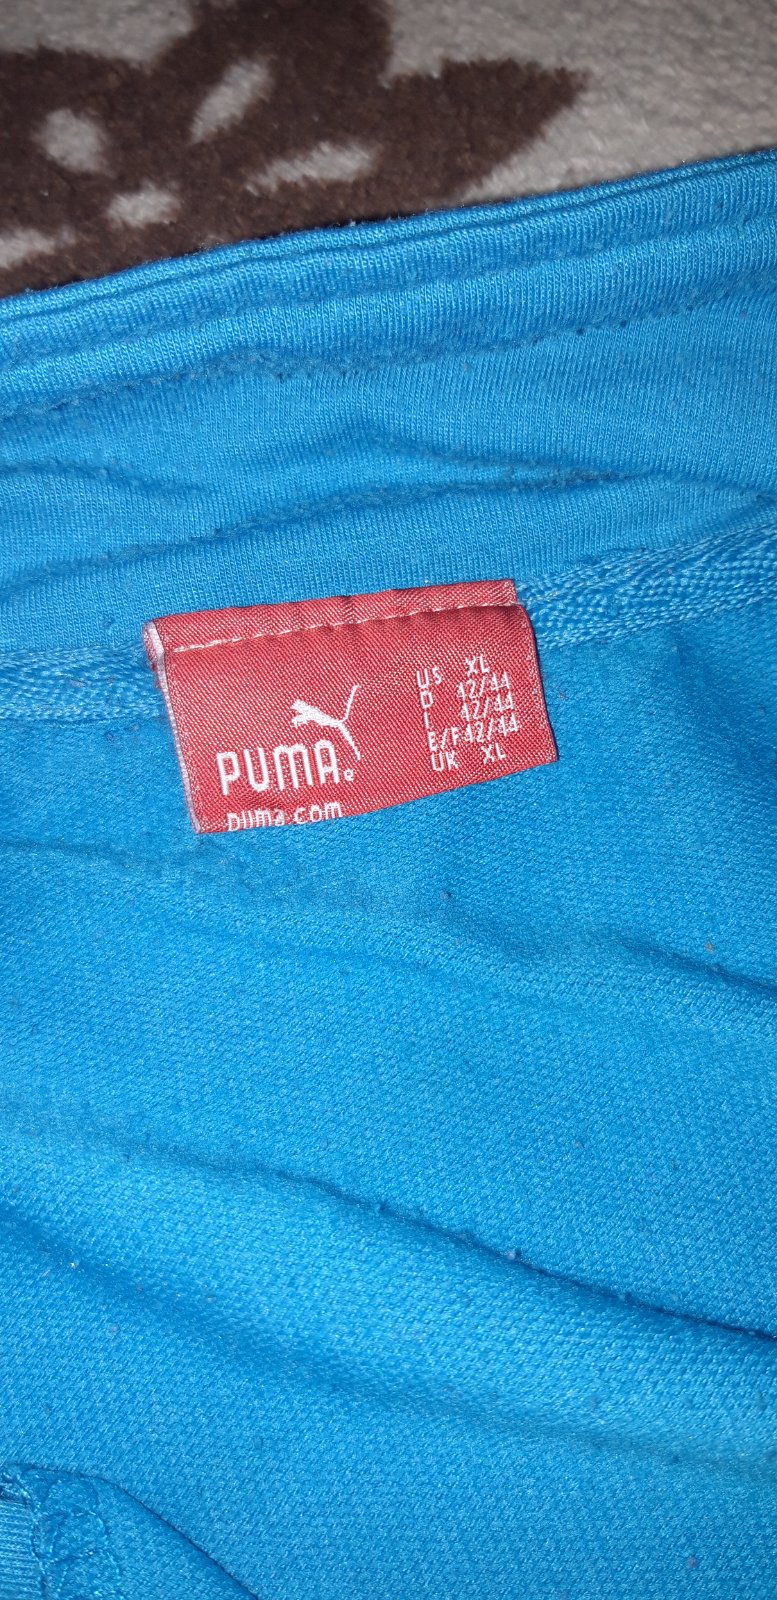 PUMA
puma.com
US XL
D 42/44
I 42/44
E/F 42/44
UK XL